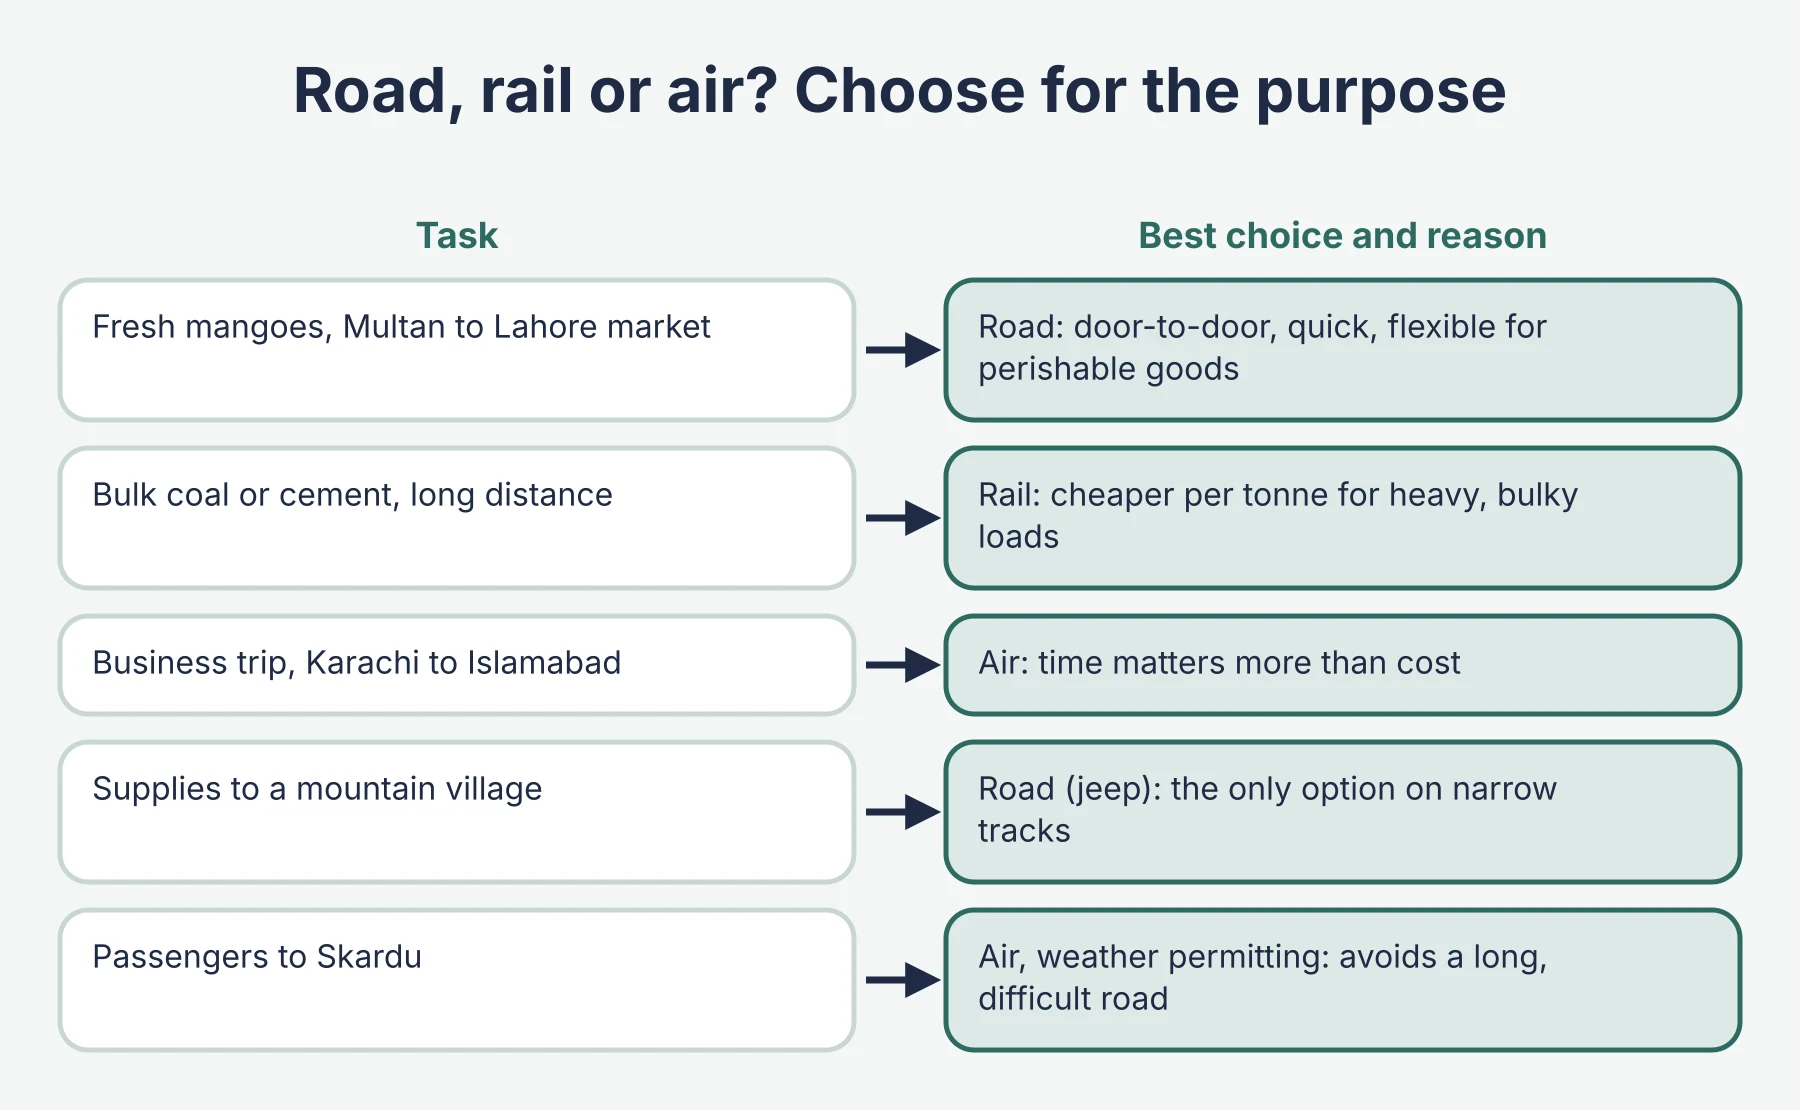 Road, rail or air? Choose for the purpose
Task
Best choice and reason
Fresh mangoes, Multan to Lahore market
Road: door-to-door, quick, flexible for
perishable goods
Bulk coal or cement, long distance
Rail: cheaper per tonne for heavy, bulky
loads
Business trip, Karachi to Islamabad
Air: time matters more than cost
Supplies to a mountain village
Road (jeep): the only option on narrow
tracks
Passengers to Skardu
Air, weather permitting: avoids a long,
difficult road